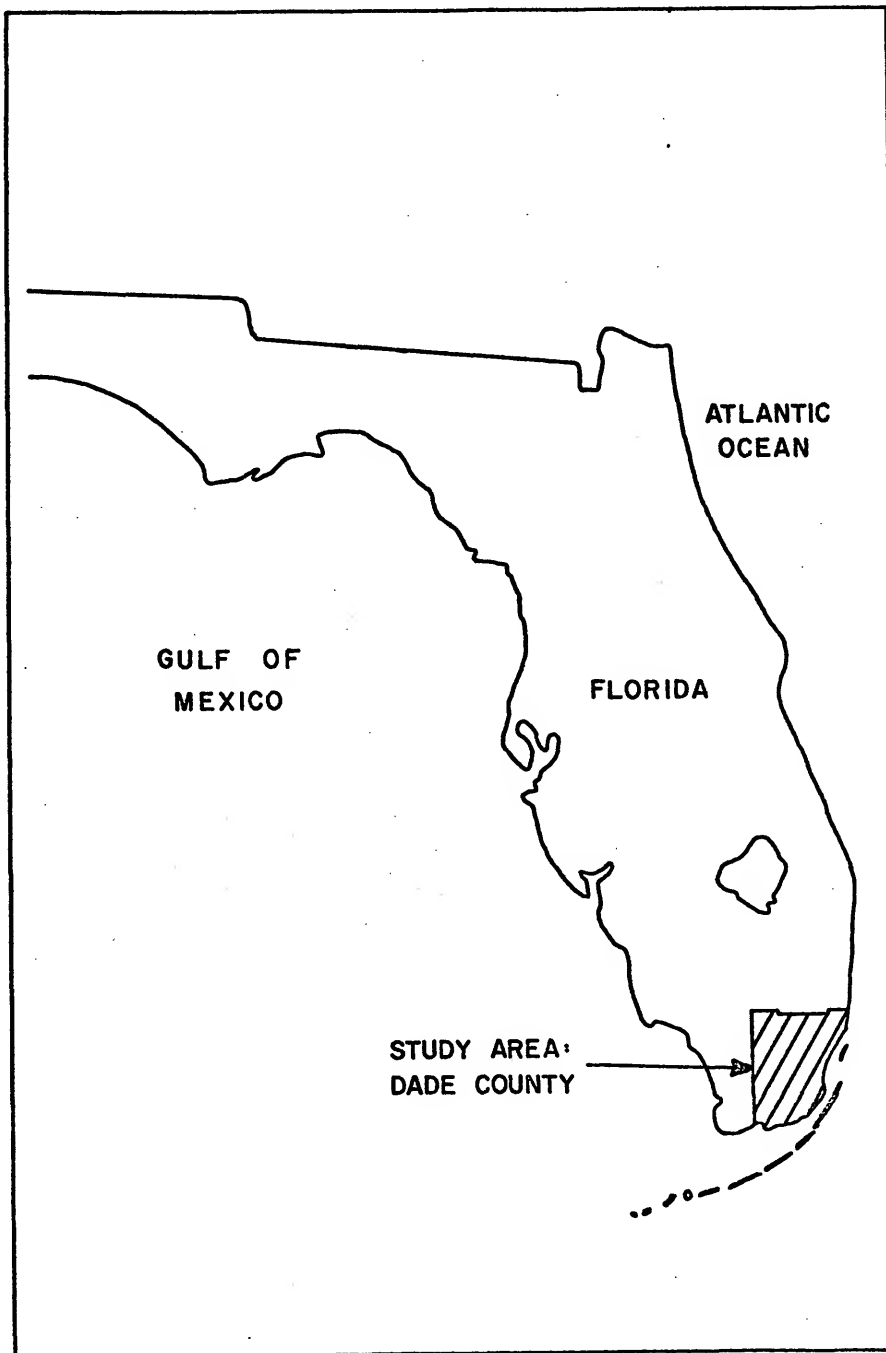 ATLANTIC
OCEAN
GULF OF
MEXICO
FLORIDA
STUDY AREA:
DADE COUNTY